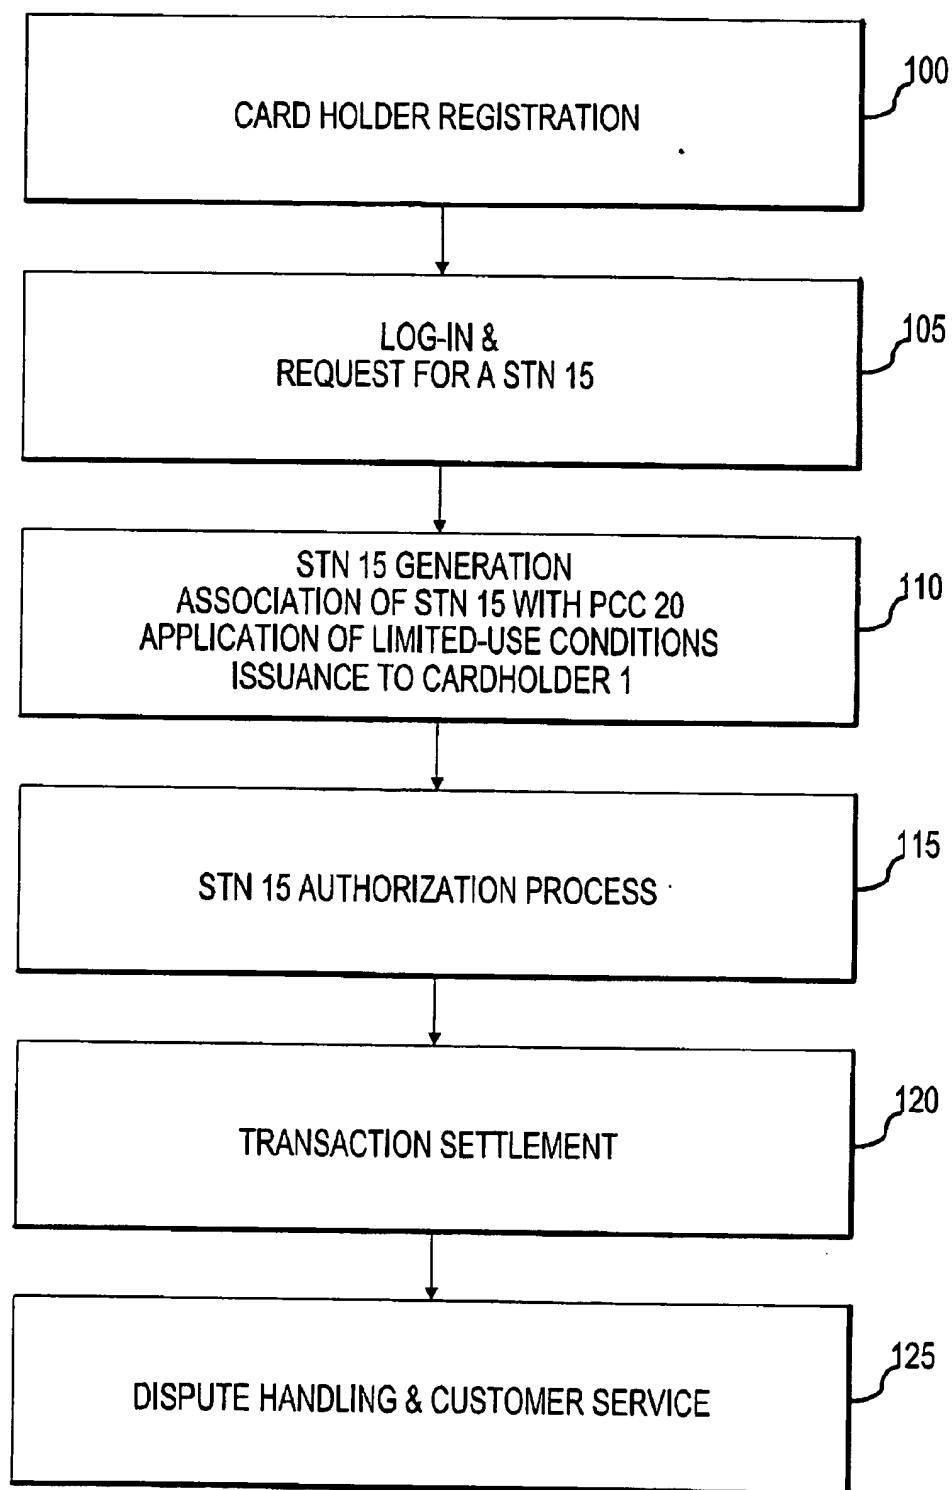 CARD HOLDER REGISTRATION
100
LOG-IN &
REQUEST FOR A STN 15
105
STN 15 GENERATION
ASSOCIATION OF STN 15 WITH PCC 20
APPLICATION OF LIMITED-USE CONDITIONS
ISSUANCE TO CARDHOLDER 1
110
STN 15 AUTHORIZATION PROCESS
115
TRANSACTION SETTLEMENT
120
DISPUTE HANDLING & CUSTOMER SERVICE
125